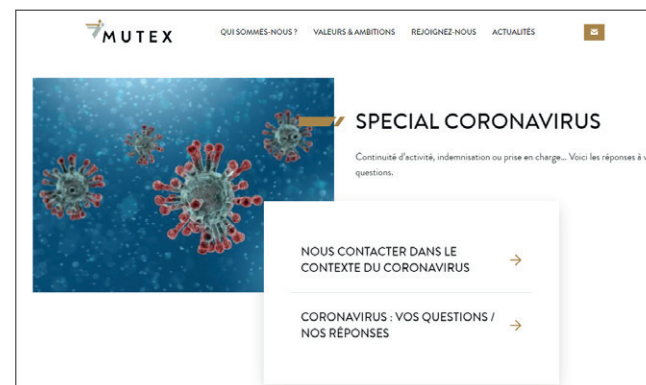 MUTEX
QUI SOMMES-NOUS ? VALEURS & AMBITIONS REJOIGNEZ-NOUS ACTUALITÉS
SPECIAL CORONAVIRUS
Continuité d'activité, indemnisation ou prise en charge... Voici les réponses à
questions.
NOUS CONTACTER DANS LE
CONTEXTE DU CORONAVIRUS
CORONAVIRUS : VOS QUESTIONS /
NOS RÉPONSES